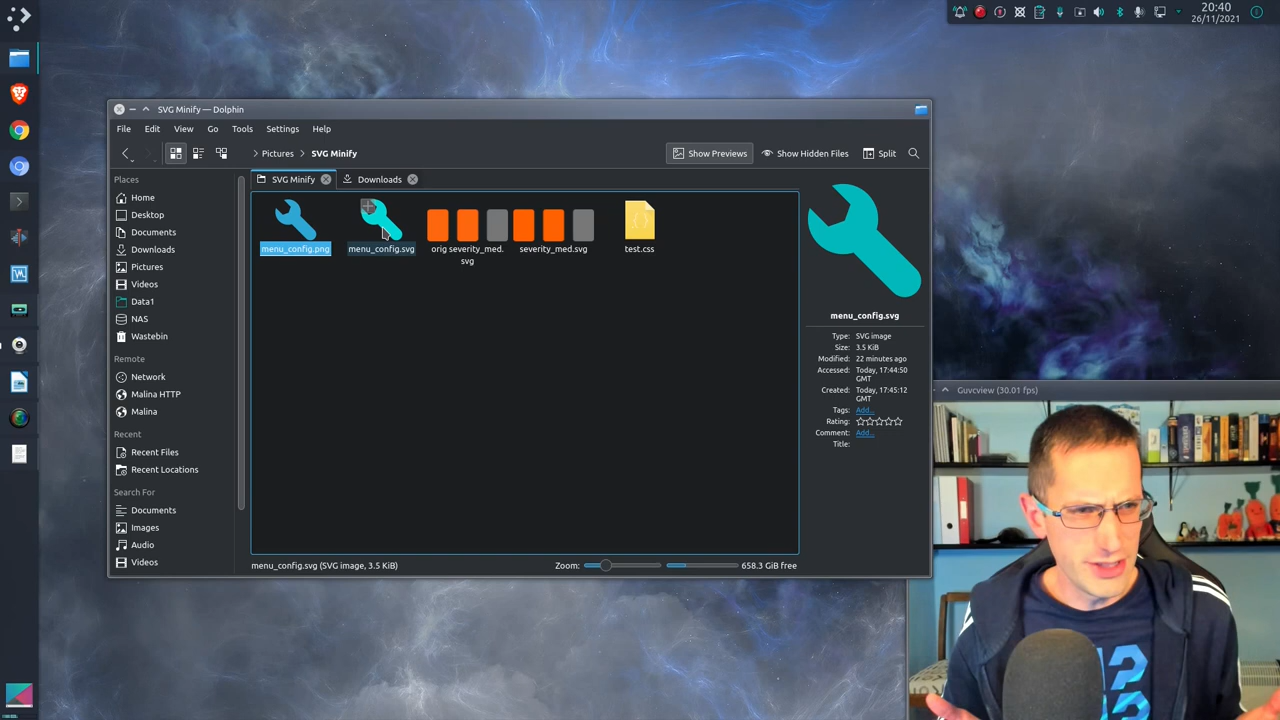 20:40
26/11/2021
SVG Minify — Dolphin
File Edit View Go Tools Settings Help
Pictures SVG Minify
Show Previews Show Hidden Files Split
Places
Home
Desktop
Documents
Downloads
Pictures
Videos
Data1
NAS
Wastebin
Remote
Network
Malina HTTP
Malina
Recent
Recent Files
Recent Locations
Search For
Documents
Images
Audio
Videos
SVG Minify Downloads
menu_config.png
menu_config.svg
orig severity_med.
svg
severity_med.svg
test.css
menu_config.svg (SVG image, 3.5 KiB)
Zoom:
658.3 GiB free
menu_config.svg
Type: SVG image
Size: 3.5 KiB
Modified: 22 minutes ago
Accessed: Today, 17:44:50
GMT
Created: Today, 17:45:12
GMT
Tags: Add...
Rating:
Comment: Add...
Title:
Guvcview (30.01 fps)